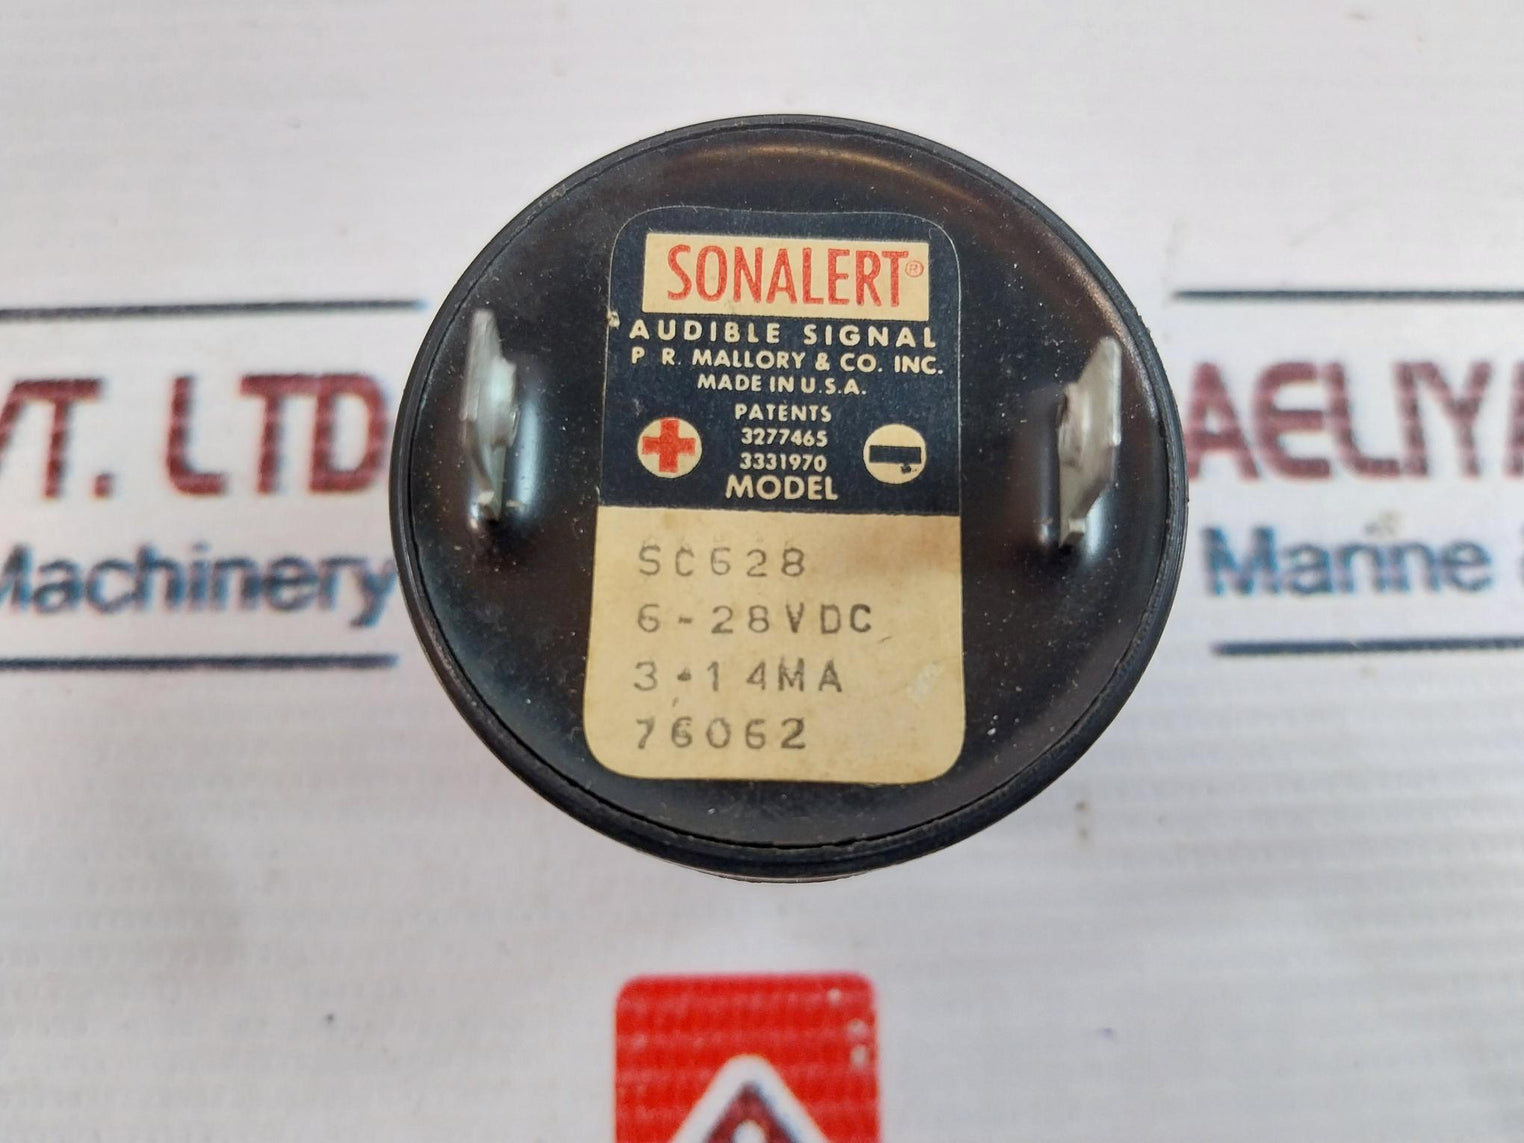 SONALERT®
AUDIBLE SIGNAL
P R. MALLORY & CO. INC.
MADE IN U.S.A.
PATENTS
3277465
3331970
MODEL
SC628
6-28VDC
3-14MA
76062
VT. LTD
Machinery
AELIYA
Marine